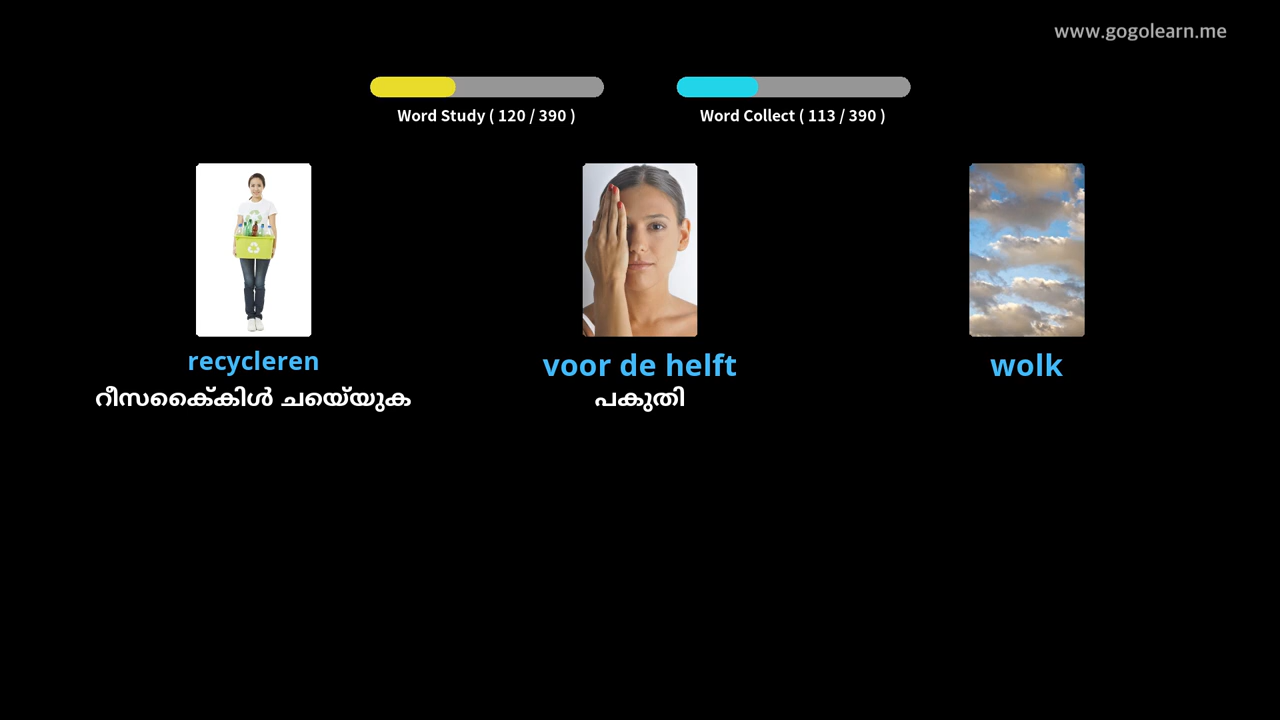 www.gogolearn.me
Word Study ( 120 / 390 )
Word Collect ( 113 / 390 )
recycleren
voor de helft
wolk
റീസൈക്കിൾ ചെയ്യുക
പകുതി